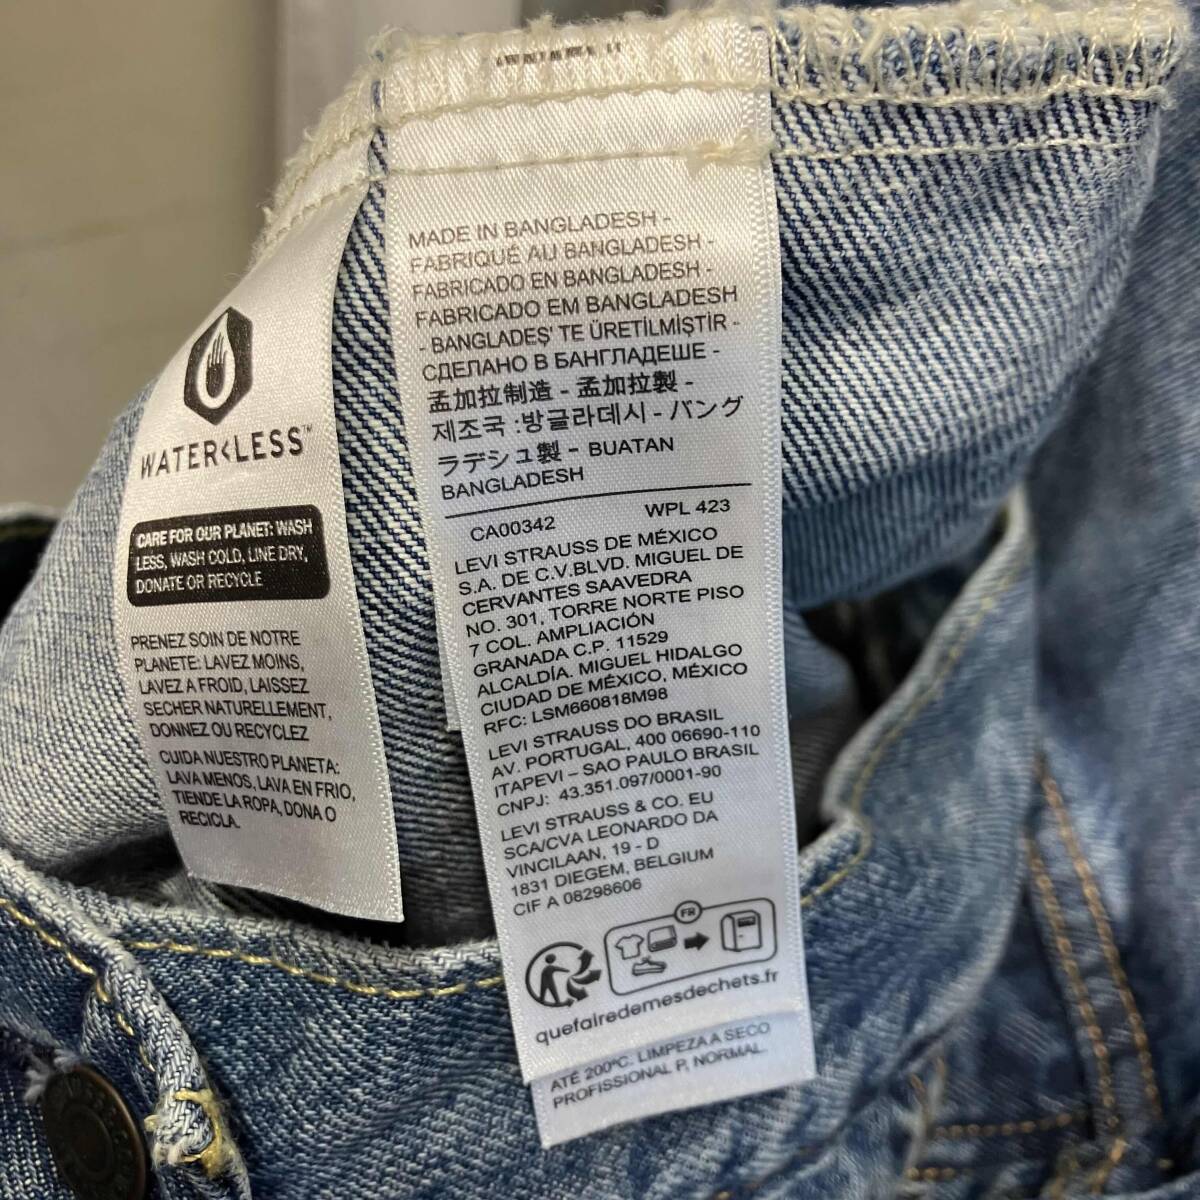 WATER<LESS™
CARE FOR OUR PLANET: WASH
LESS, WASH COLD, LINE DRY,
DONATE OR RECYCLE
PRENEZ SOIN DE NOTRE
PLANETE: LAVEZ MOINS,
LAVEZ A FROID, LAISSEZ
SECHER NATURELLEMENT,
DONNEZ OU RECYCLEZ
CUIDA NUESTRO PLANETA:
LAVA MENOS, LAVA EN FRIO,
TIENDE LA ROPA, DONA O
RECICLA.
MADE IN BANGLADESH -
FABRIQUÉ AU BANGLADESH -
FABRICADO EN BANGLADESH -
FABRICADO EM BANGLADESH
- BANGLADEŞ' TE ÜRETİLMİŞTİR -
СДЕЛАНО В БАНГЛАДЕШЕ -
孟加拉制造 - 孟加拉製 -
제조국 :방글라데시 - バング
ラデシュ製 - BUATAN
BANGLADESH
CA00342 WPL 423
LEVI STRAUSS DE MÉXICO
S.A. DE C.V.BLVD. MIGUEL DE
CERVANTES SAAVEDRA
NO. 301, TORRE NORTE PISO
7 COL. AMPLIACIÓN
GRANADA C.P. 11529
ALCALDÍA. MIGUEL HIDALGO
CIUDAD DE MÉXICO, MÉXICO
RFC: LSM660818M98
LEVI STRAUSS DO BRASIL
AV. PORTUGAL, 400 06690-110
ITAPEVI – SAO PAULO BRASIL
CNPJ: 43.351.097/0001-90
LEVI STRAUSS & CO. EU
SCA/CVA LEONARDO DA
VINCILAAN, 19 - D
1831 DIEGEM, BELGIUM
CIF A 08298606
FR
quefairedemesdechets.fr
ATÉ 200ºC. LIMPEZA A SECO
PROFISSIONAL P, NORMAL.